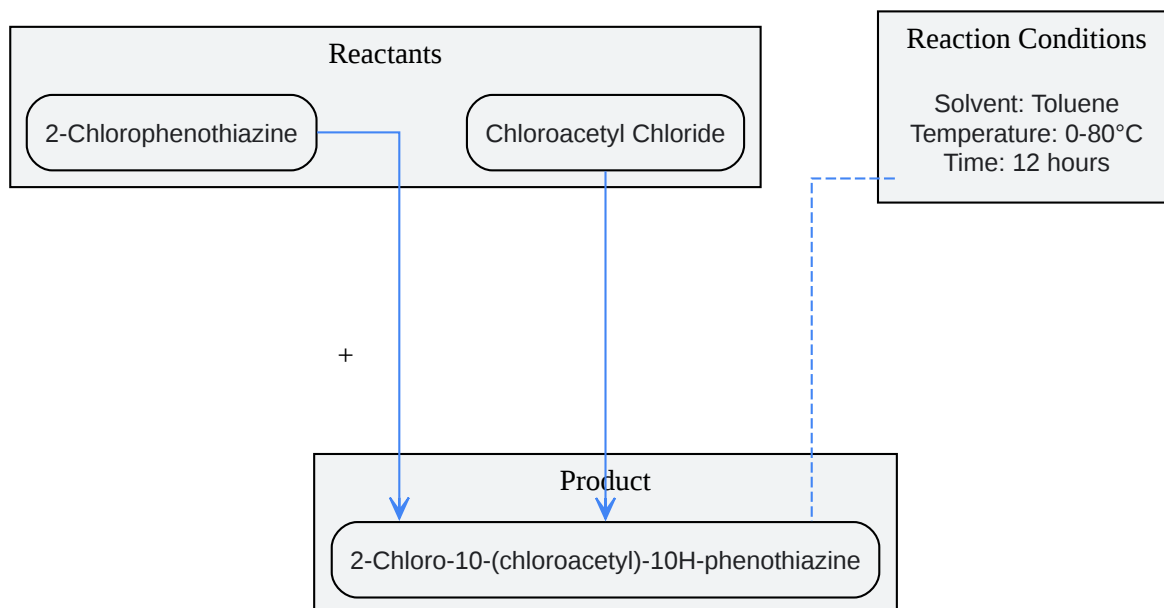 Reactants
2-Chlorophenothiazine
Chloroacetyl Chloride
Reaction Conditions
Solvent: Toluene
Temperature: 0-80°C
Time: 12 hours
+
Product
2-Chloro-10-(chloroacetyl)-10H-phenothiazine